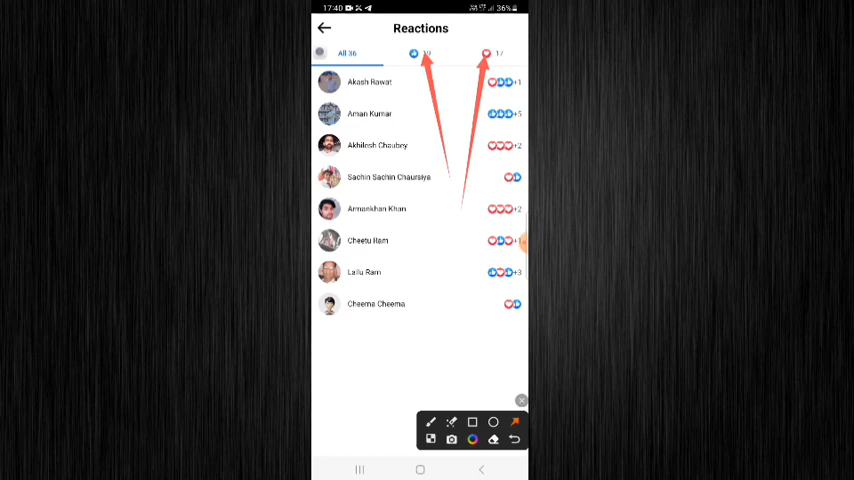 17:40 36%
Reactions
All 36 19 17
Akash Rawat +1
Aman Kumar +5
Akhilesh Chaubey +2
Sachin Sachin Chaursiya
Armankhan Khan +2
Cheetu Ram +1
Lallu Ram +3
Cheema Cheema